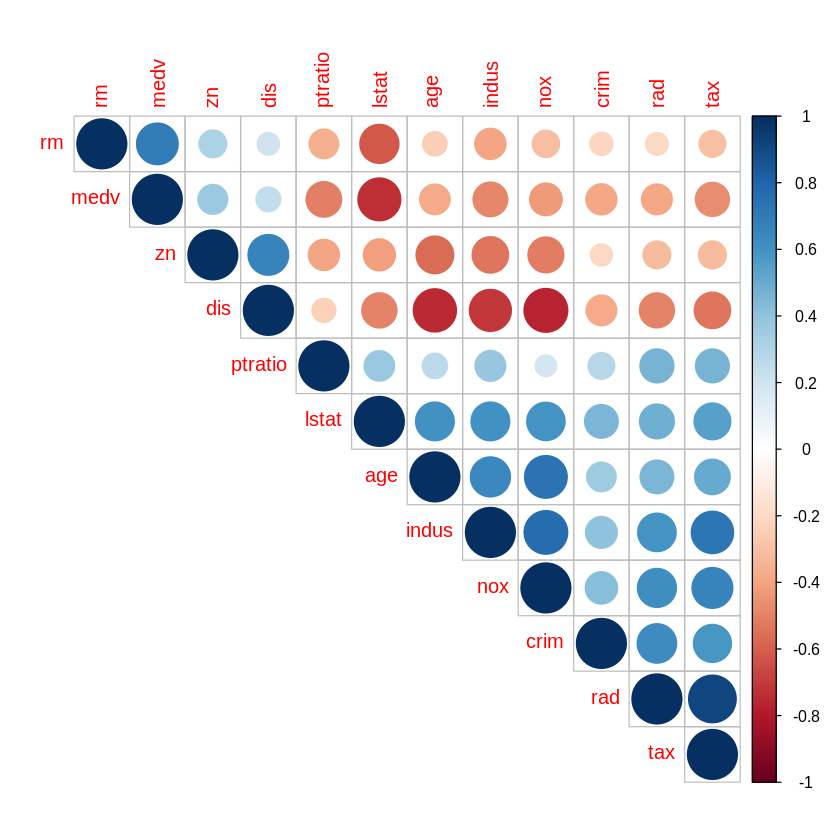 rm medv zn dis ptratio lstat age indus nox crim rad tax
rm
medv
zn
dis
ptratio
lstat
age
indus
nox
crim
rad
tax
1
0.8
0.6
0.4
0.2
0
-0.2
-0.4
-0.6
-0.8
-1